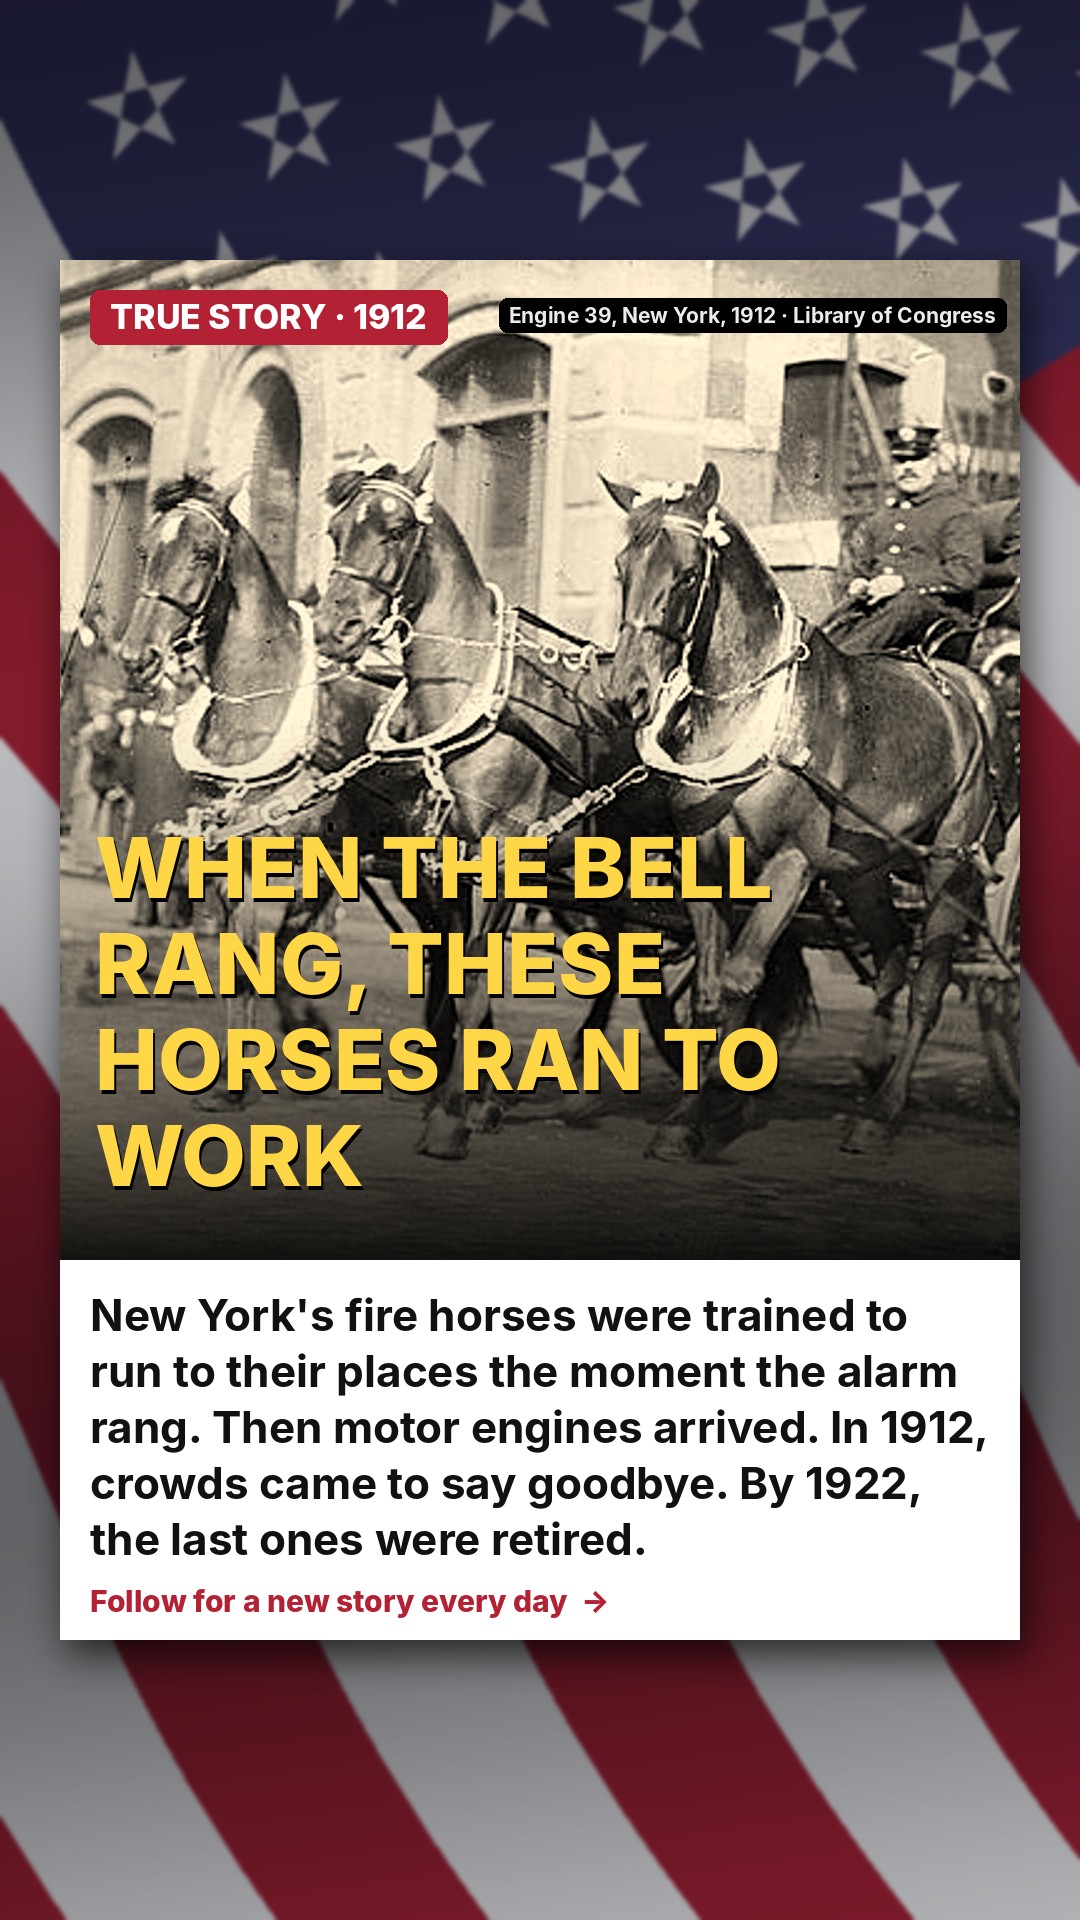 TRUE STORY · 1912
Engine 39, New York, 1912 · Library of Congress
WHEN THE BELL
RANG, THESE
HORSES RAN TO
WORK
New York's fire horses were trained to
run to their places the moment the alarm
rang. Then motor engines arrived. In 1912,
crowds came to say goodbye. By 1922,
the last ones were retired.
Follow for a new story every day →